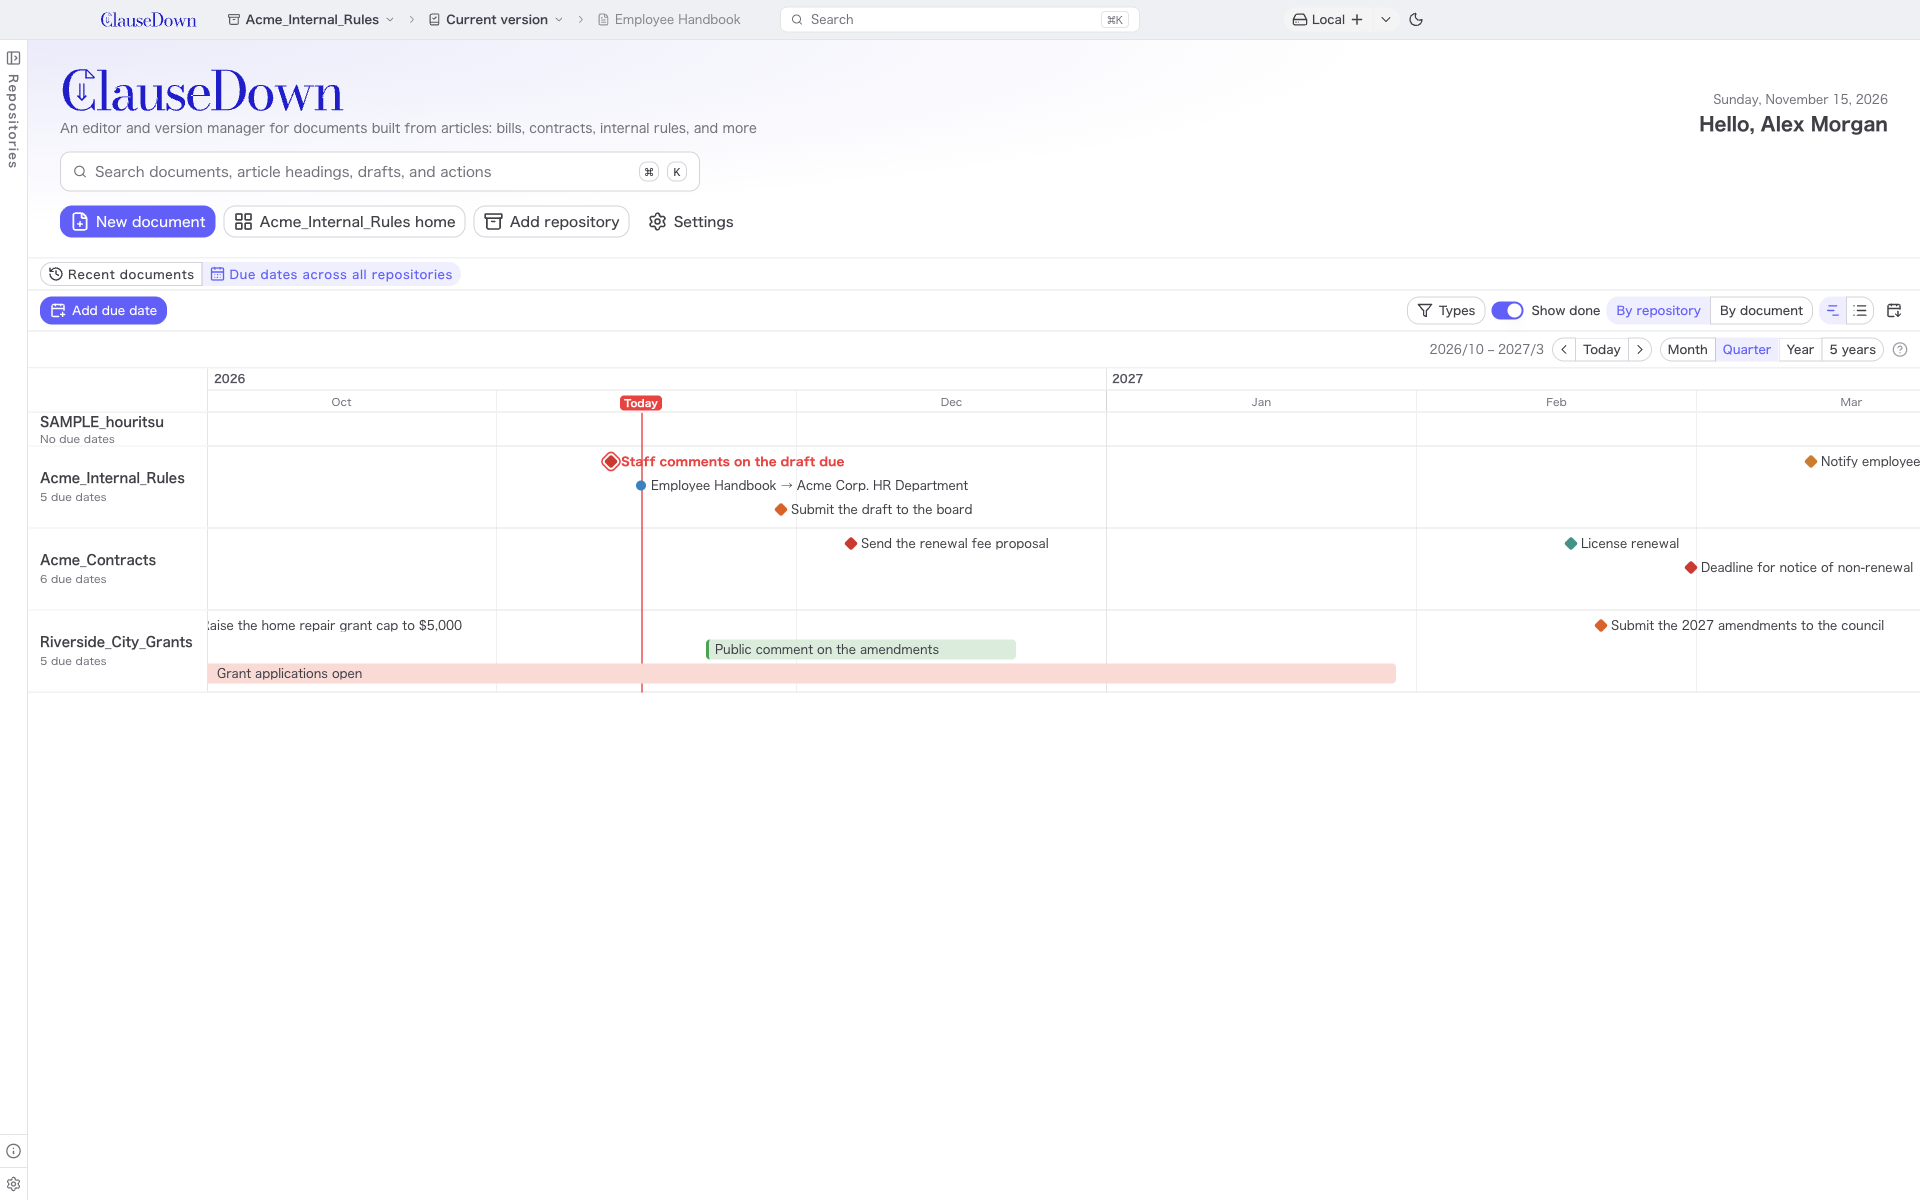 ClauseDown
Acme_Internal_Rules
Current version
Employee Handbook
Search
⌘K
Local
Repositories
ClauseDown
An editor and version manager for documents built from articles: bills, contracts, internal rules, and more
Sunday, November 15, 2026
Hello, Alex Morgan
Search documents, article headings, drafts, and actions
⌘ K
New document
Acme_Internal_Rules home
Add repository
Settings
Recent documents
Due dates across all repositories
Add due date
Types
Show done
By repository
By document
2026/10 – 2027/3
Today
Month
Quarter
Year
5 years
2026
2027
Oct
Today
Dec
Jan
Feb
Mar
SAMPLE_houritsu
No due dates
Acme_Internal_Rules
5 due dates
Staff comments on the draft due
Notify employee
Employee Handbook → Acme Corp. HR Department
Submit the draft to the board
Acme_Contracts
6 due dates
Send the renewal fee proposal
License renewal
Deadline for notice of non-renewal
Riverside_City_Grants
5 due dates
aise the home repair grant cap to $5,000
Submit the 2027 amendments to the council
Public comment on the amendments
Grant applications open